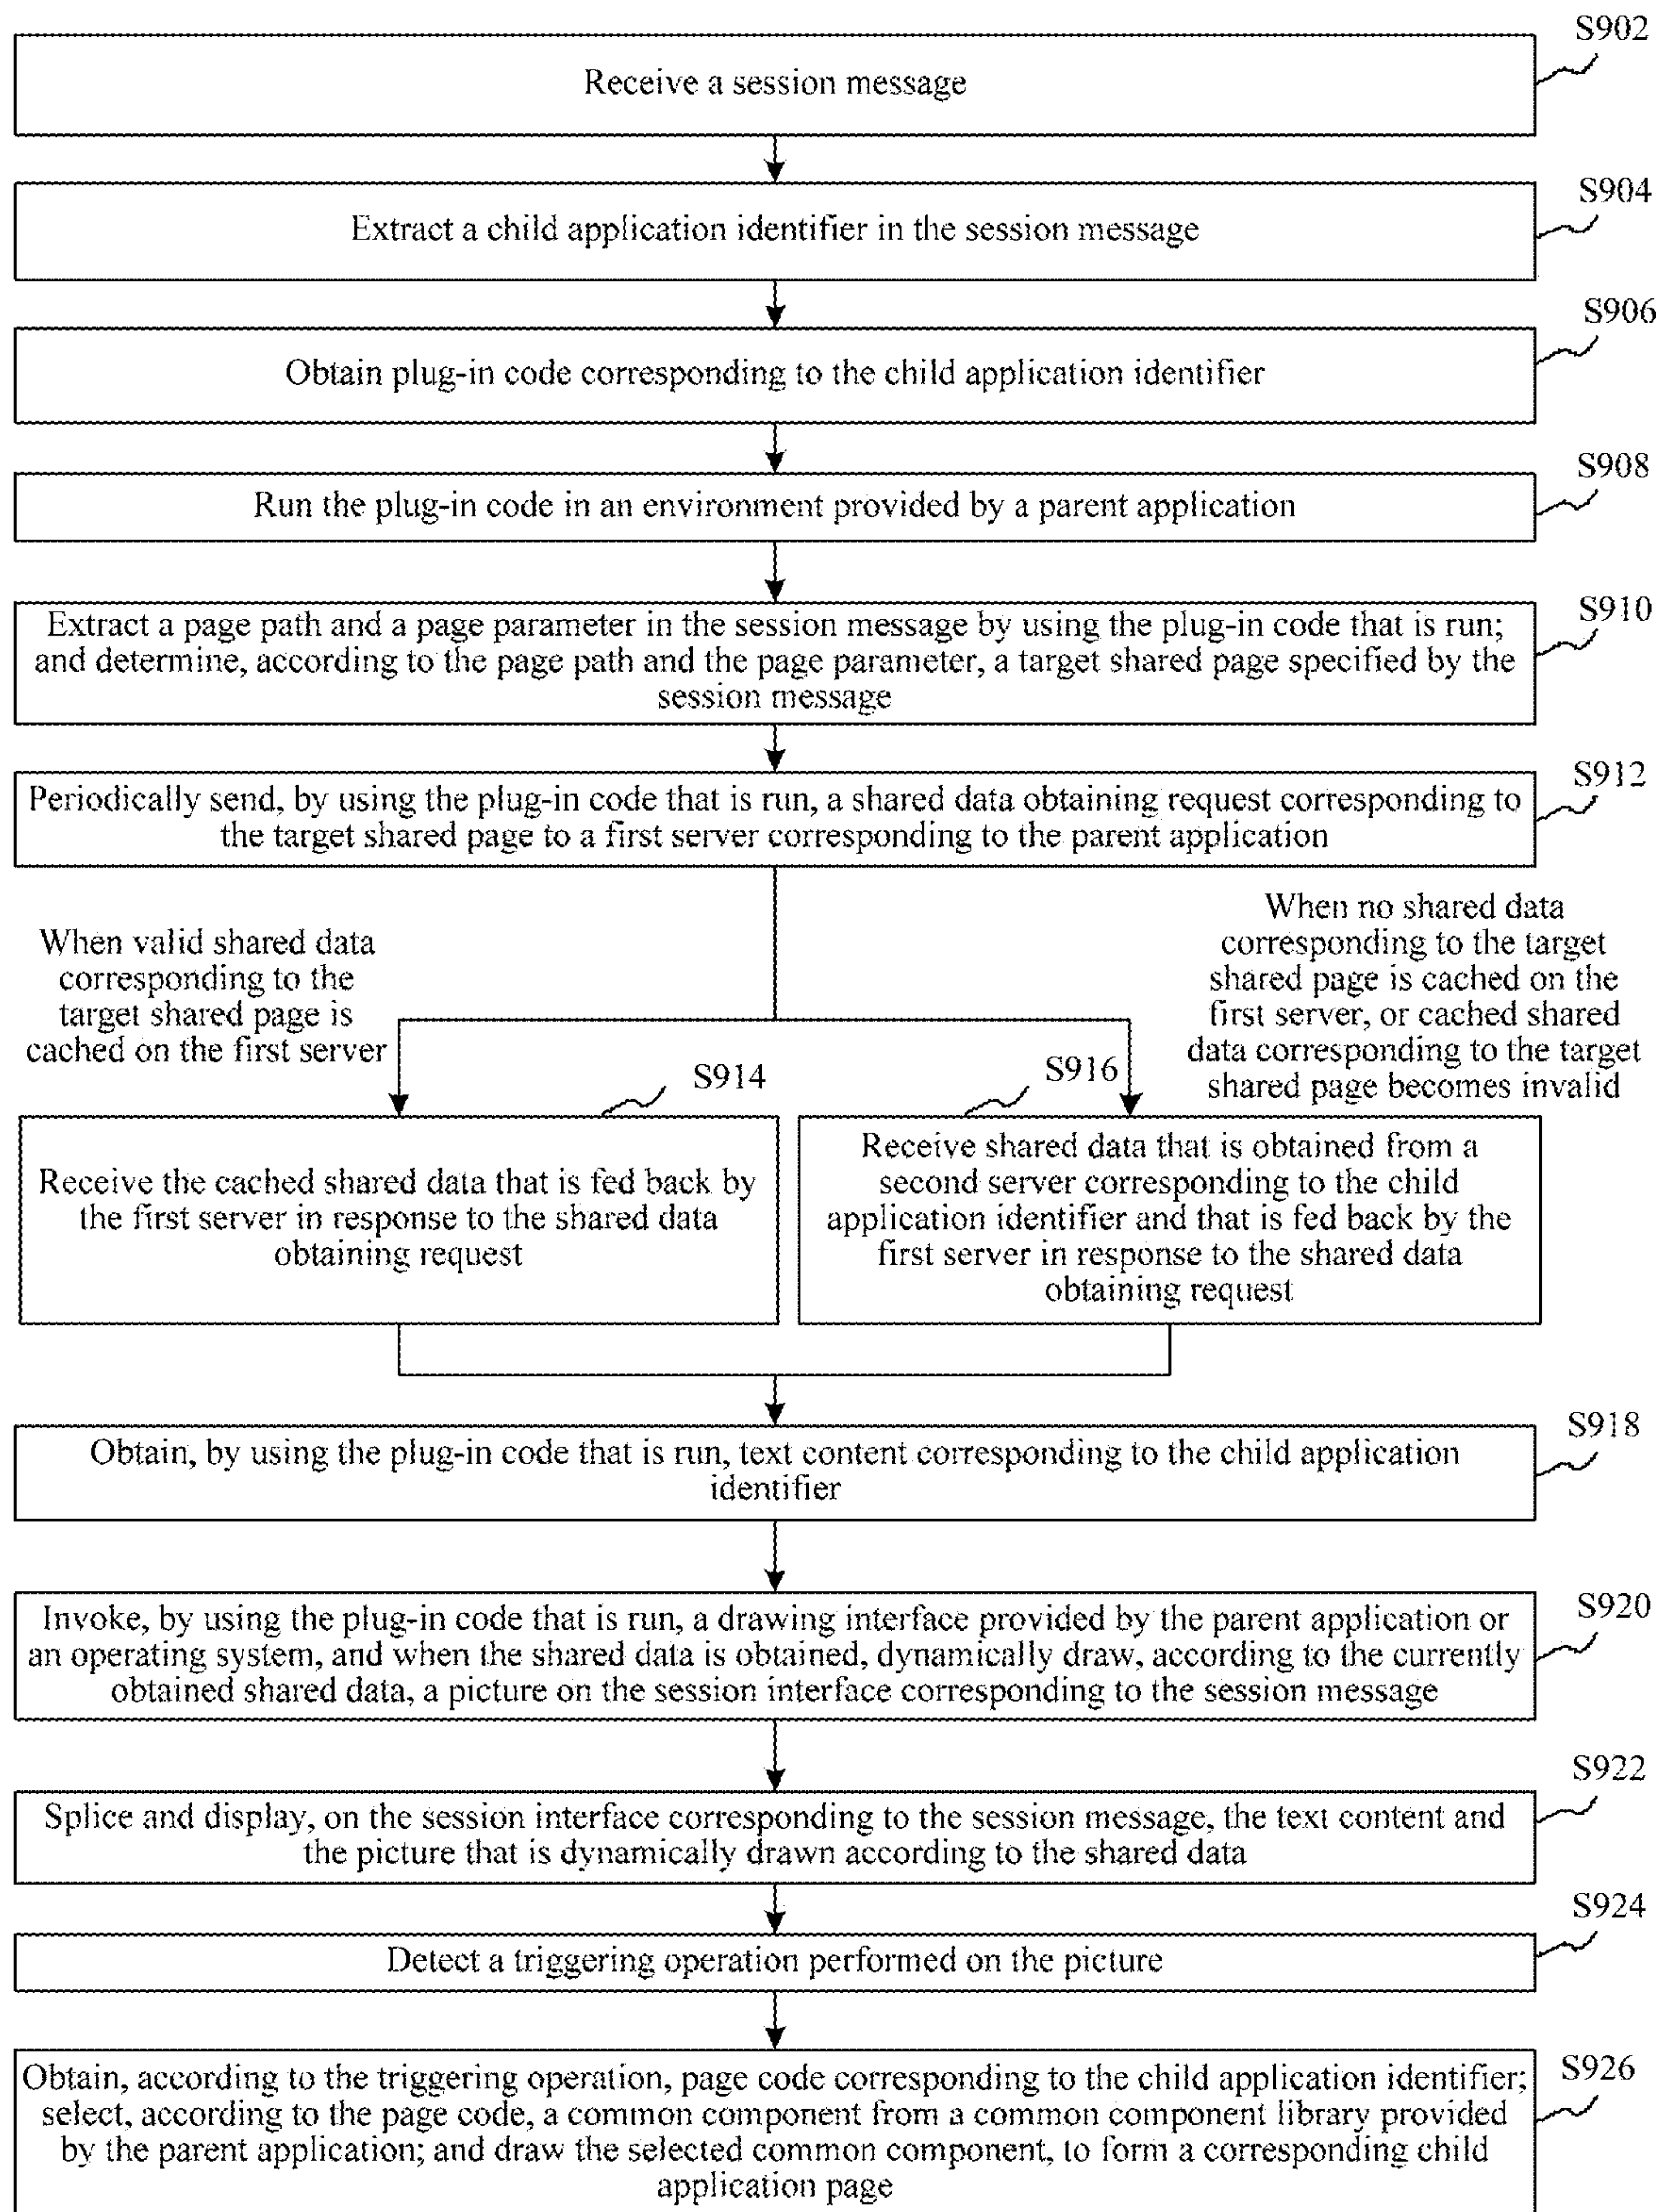 S902
Receive a session message
S904
Extract a child application identifier in the session message
S906
Obtain plug-in code corresponding to the child application identifier
S908
Run the plug-in code in an environment provided by a parent application
S910
Extract a page path and a page parameter in the session message by using the plug-in code that is run;
and determine, according to the page path and the page parameter, a target shared page specified by the
session message
S912
Periodically send, by using the plug-in code that is run, a shared data obtaining request corresponding to
the target shared page to a first server corresponding to the parent application
When valid shared data
corresponding to the
target shared page is
cached on the first server
When no shared data
corresponding to the target
shared page is cached on the
first server, or cached shared
data corresponding to the target
shared page becomes invalid
S914
Receive the cached shared data that is fed back by
the first server in response to the shared data
obtaining request
S916
Receive shared data that is obtained from a
second server corresponding to the child
application identifier and that is fed back by the
first server in response to the shared data
obtaining request
S918
Obtain, by using the plug-in code that is run, text content corresponding to the child application
identifier
S920
Invoke, by using the plug-in code that is run, a drawing interface provided by the parent application or
an operating system, and when the shared data is obtained, dynamically draw, according to the currently
obtained shared data, a picture on the session interface corresponding to the session message
S922
Splice and display, on the session interface corresponding to the session message, the text content and
the picture that is dynamically drawn according to the shared data
S924
Detect a triggering operation performed on the picture
S926
Obtain, according to the triggering operation, page code corresponding to the child application identifier;
select, according to the page code, a common component from a common component library provided
by the parent application; and draw the selected common component, to form a corresponding child
application page